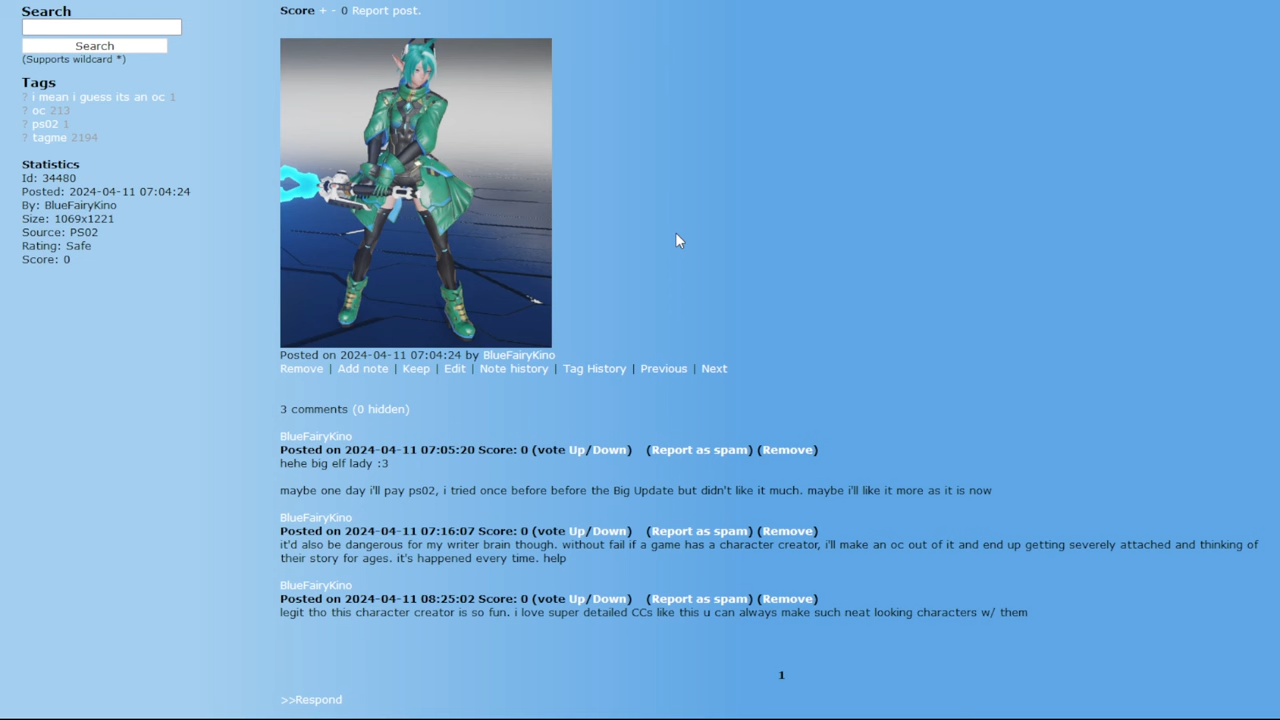 Search
Search
(Supports wildcard *)
Tags
? i mean i guess its an oc 1
? oc 213
? ps02 1
? tagme 2194
Statistics
Id: 34480
Posted: 2024-04-11 07:04:24
By: BlueFairyKino
Size: 1069x1221
Source: PS02
Rating: Safe
Score: 0
Score + - 0 Report post.
Posted on 2024-04-11 07:04:24 by BlueFairyKino
Remove | Add note | Keep | Edit | Note history | Tag History | Previous | Next
3 comments (0 hidden)
BlueFairyKino
Posted on 2024-04-11 07:05:20 Score: 0 (vote Up/Down) (Report as spam) (Remove)
hehe big elf lady :3
maybe one day i'll pay ps02, i tried once before before the Big Update but didn't like it much. maybe i'll like it more as it is now
BlueFairyKino
Posted on 2024-04-11 07:16:07 Score: 0 (vote Up/Down) (Report as spam) (Remove)
it'd also be dangerous for my writer brain though. without fail if a game has a character creator, i'll make an oc out of it and end up getting severely attached and thinking of
their story for ages. it's happened every time. help
BlueFairyKino
Posted on 2024-04-11 08:25:02 Score: 0 (vote Up/Down) (Report as spam) (Remove)
legit tho this character creator is so fun. i love super detailed CCs like this u can always make such neat looking characters w/ them
1
>>Respond